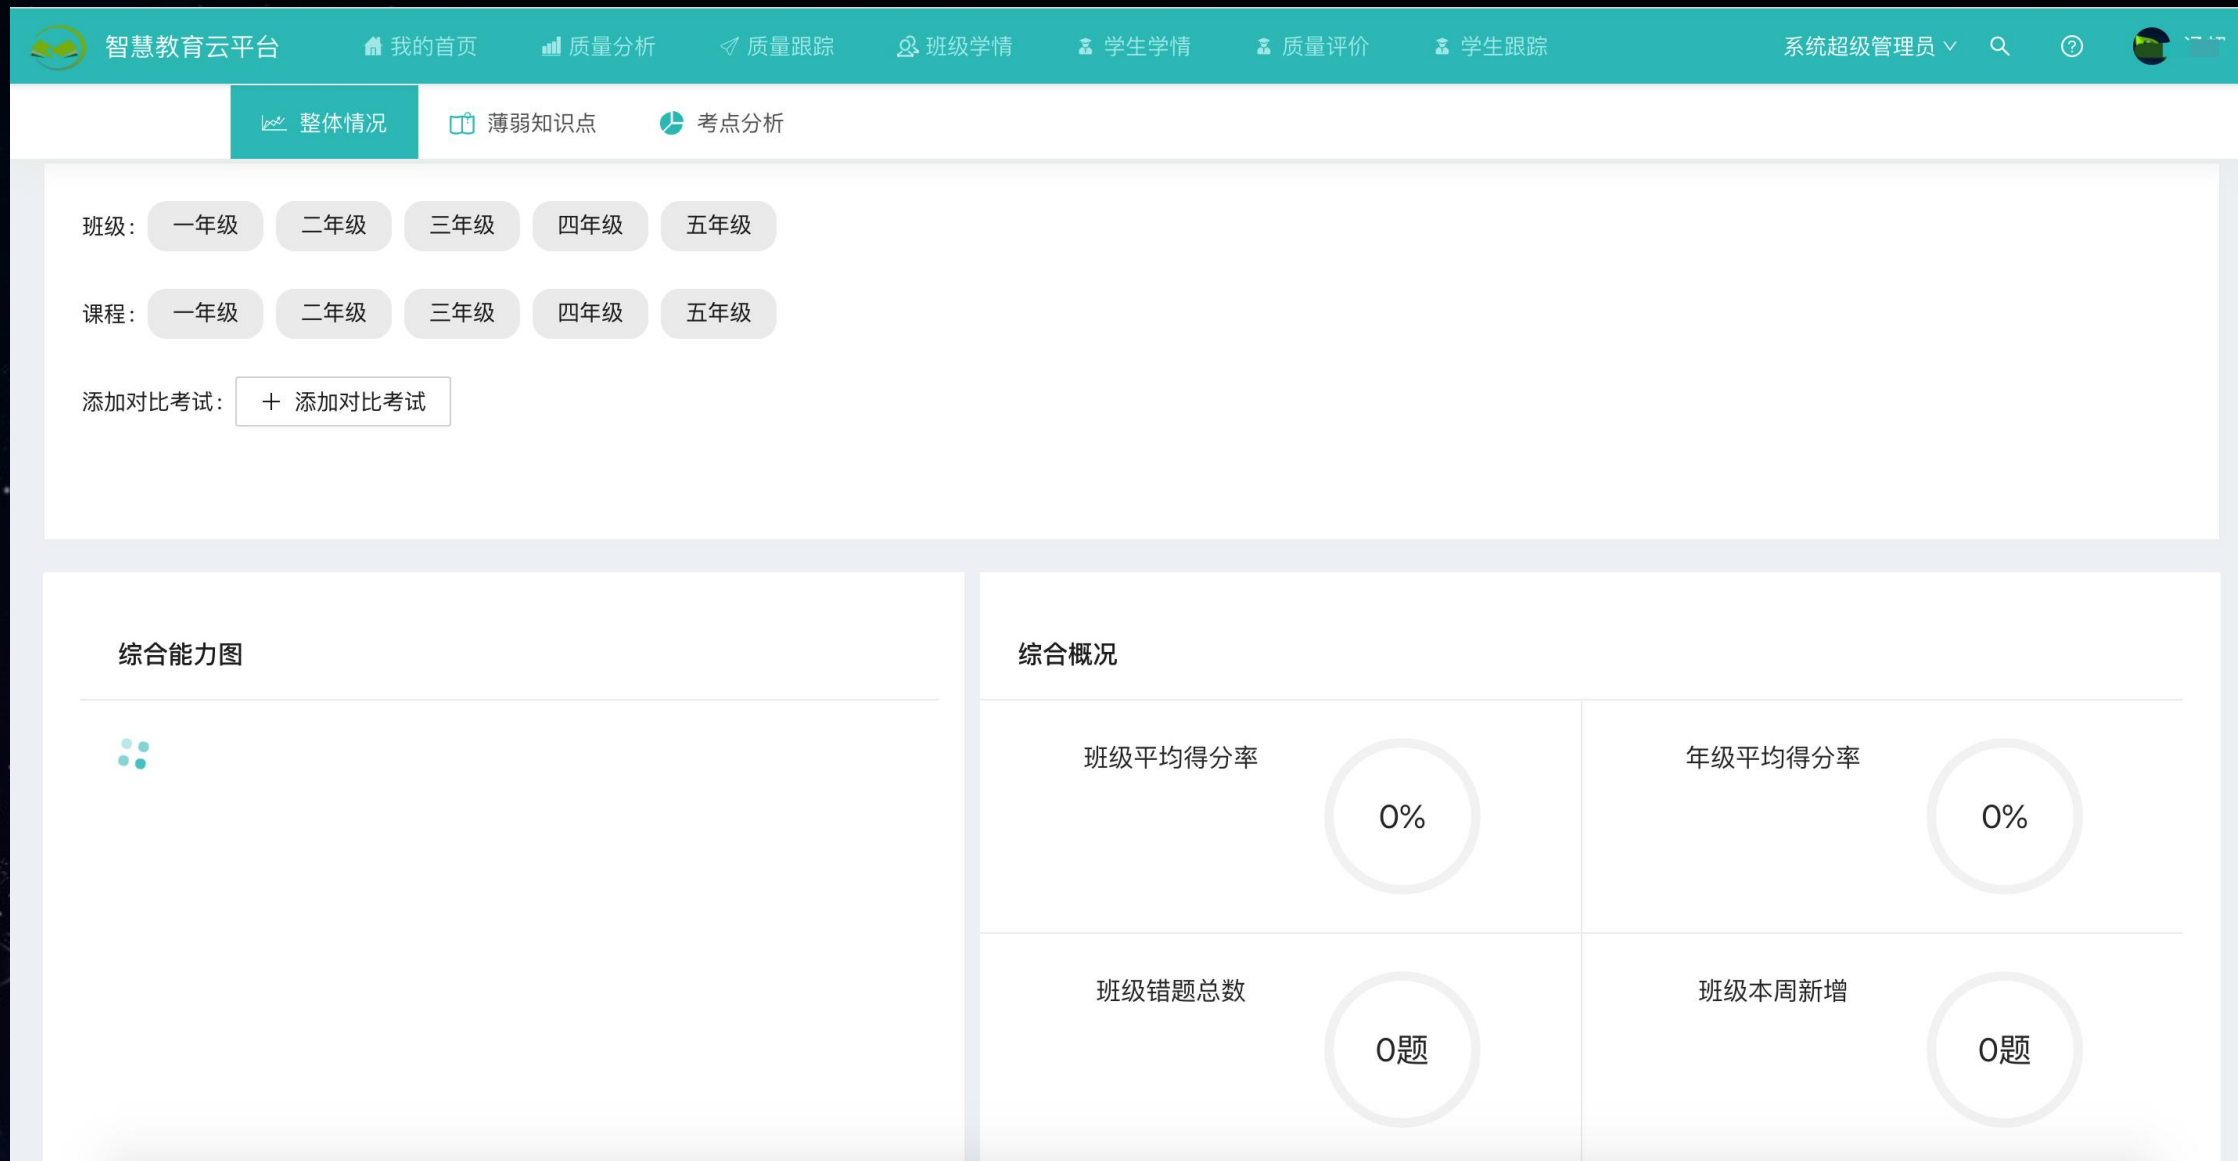 智慧教育云平台 我的首页 质量分析 质量跟踪 班级学情 学生学情 质量评价 学生跟踪 系统超级管理员
整体情况 薄弱知识点 考点分析
班级: 一年级 二年级 三年级 四年级 五年级
课程: 一年级 二年级 三年级 四年级 五年级
添加对比考试: + 添加对比考试
综合能力图
综合概况
班级平均得分率 0% 年级平均得分率 0%
班级错题总数 0题 班级本周新增 0题